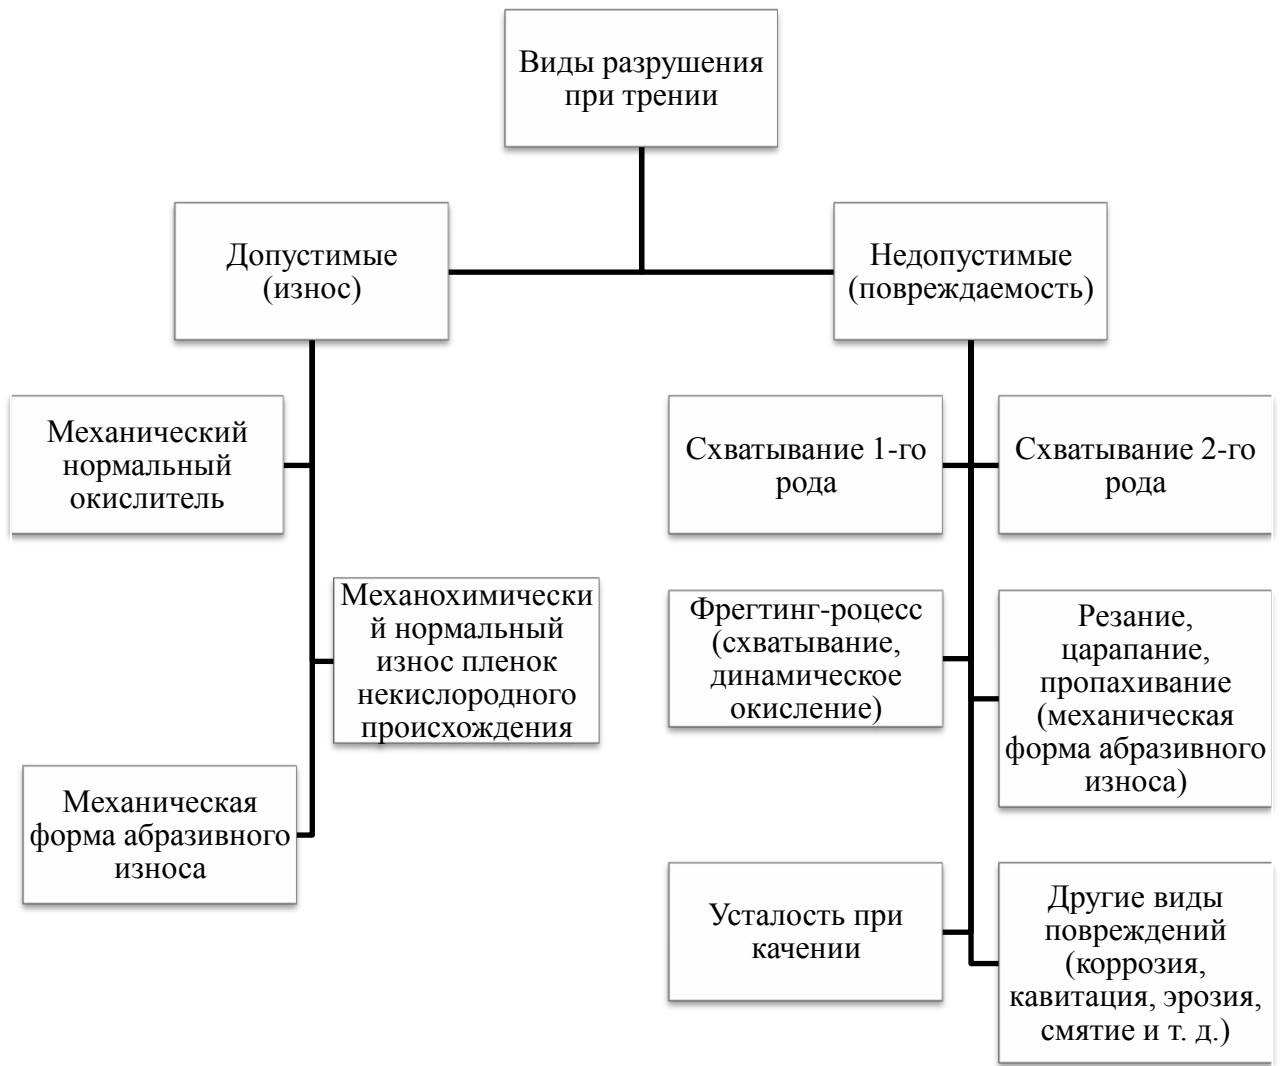 Виды разрушения
при трении
Допустимые
(износ)
Недопустимые
(повреждаемость)
Механический
нормальный
окислитель
Механохимически
й нормальный
износ пленок
некислородного
происхождения
Механическая
форма абразивного
износа
Схватывание 1-го
рода
Схватывание 2-го
рода
Фрегтинг-роцесс
(схватывание,
динамическое
окисление)
Резание,
царапание,
пропахивание
(механическая
форма абразивного
износа)
Усталость при
качении
Другие виды
повреждений
(коррозия,
кавитация, эрозия,
смятие и т. д.)